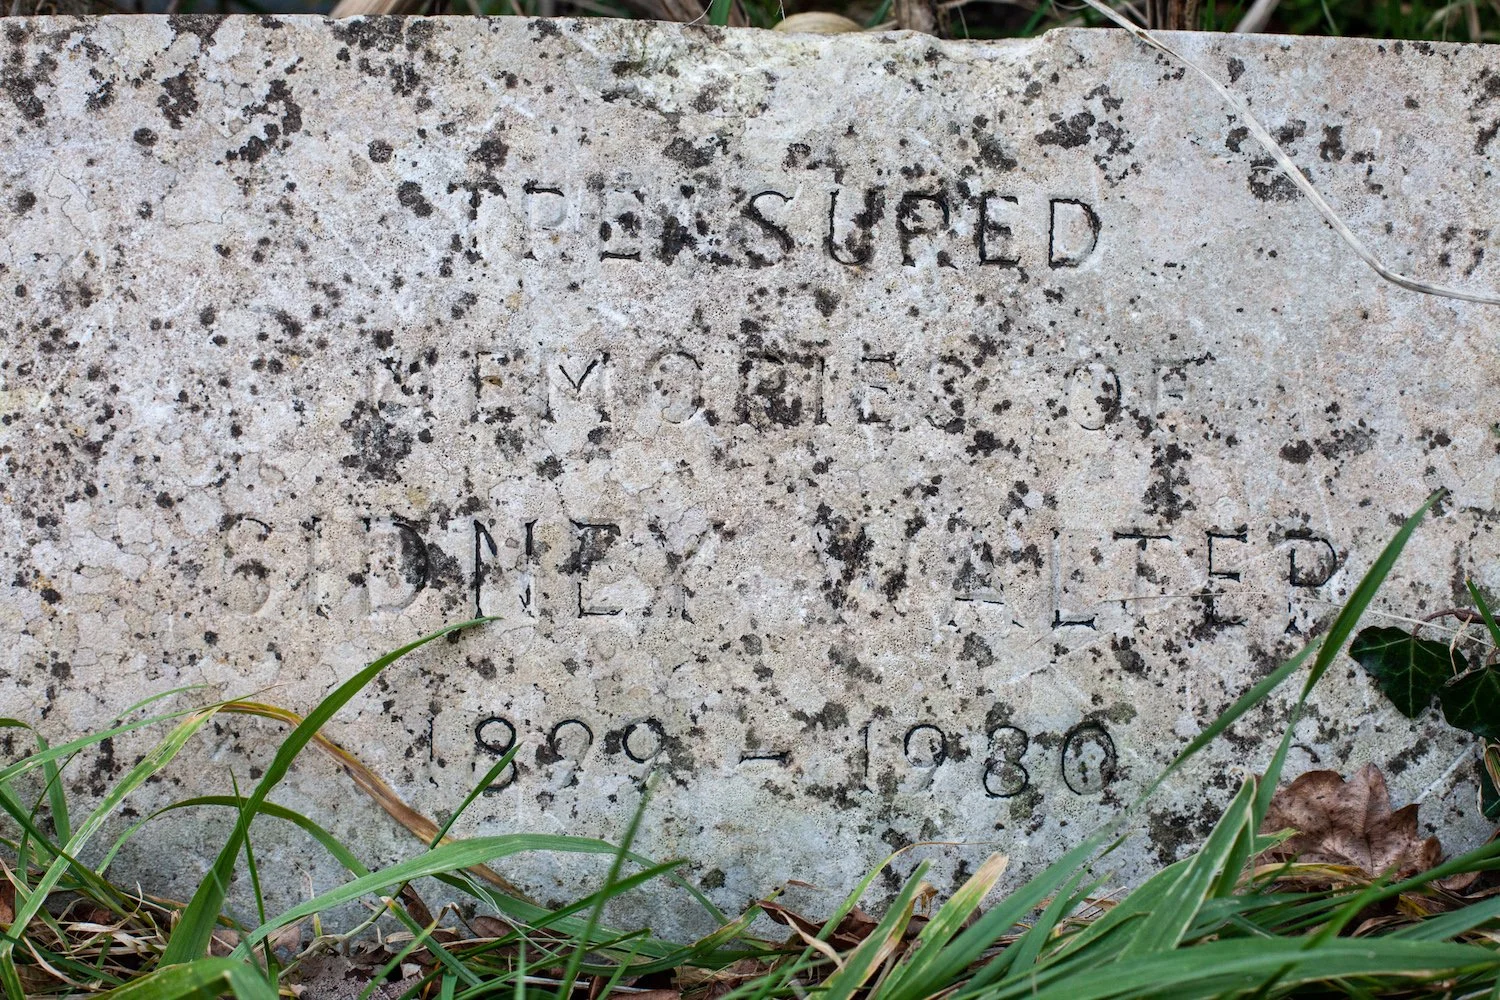 TREASURED
MEMORIES OF
SIDNEY WALTER
1899 - 1980